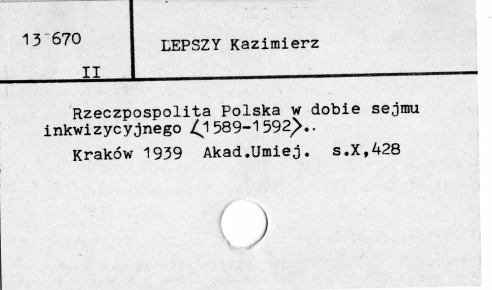 13-670
LEPSZY Kazimierz
II
Rzeczpospolita Polska w dobie sejmu
inkwizycyjnego <1589-1592>..
Kraków 1939 Akad.Umiej. s.X,428